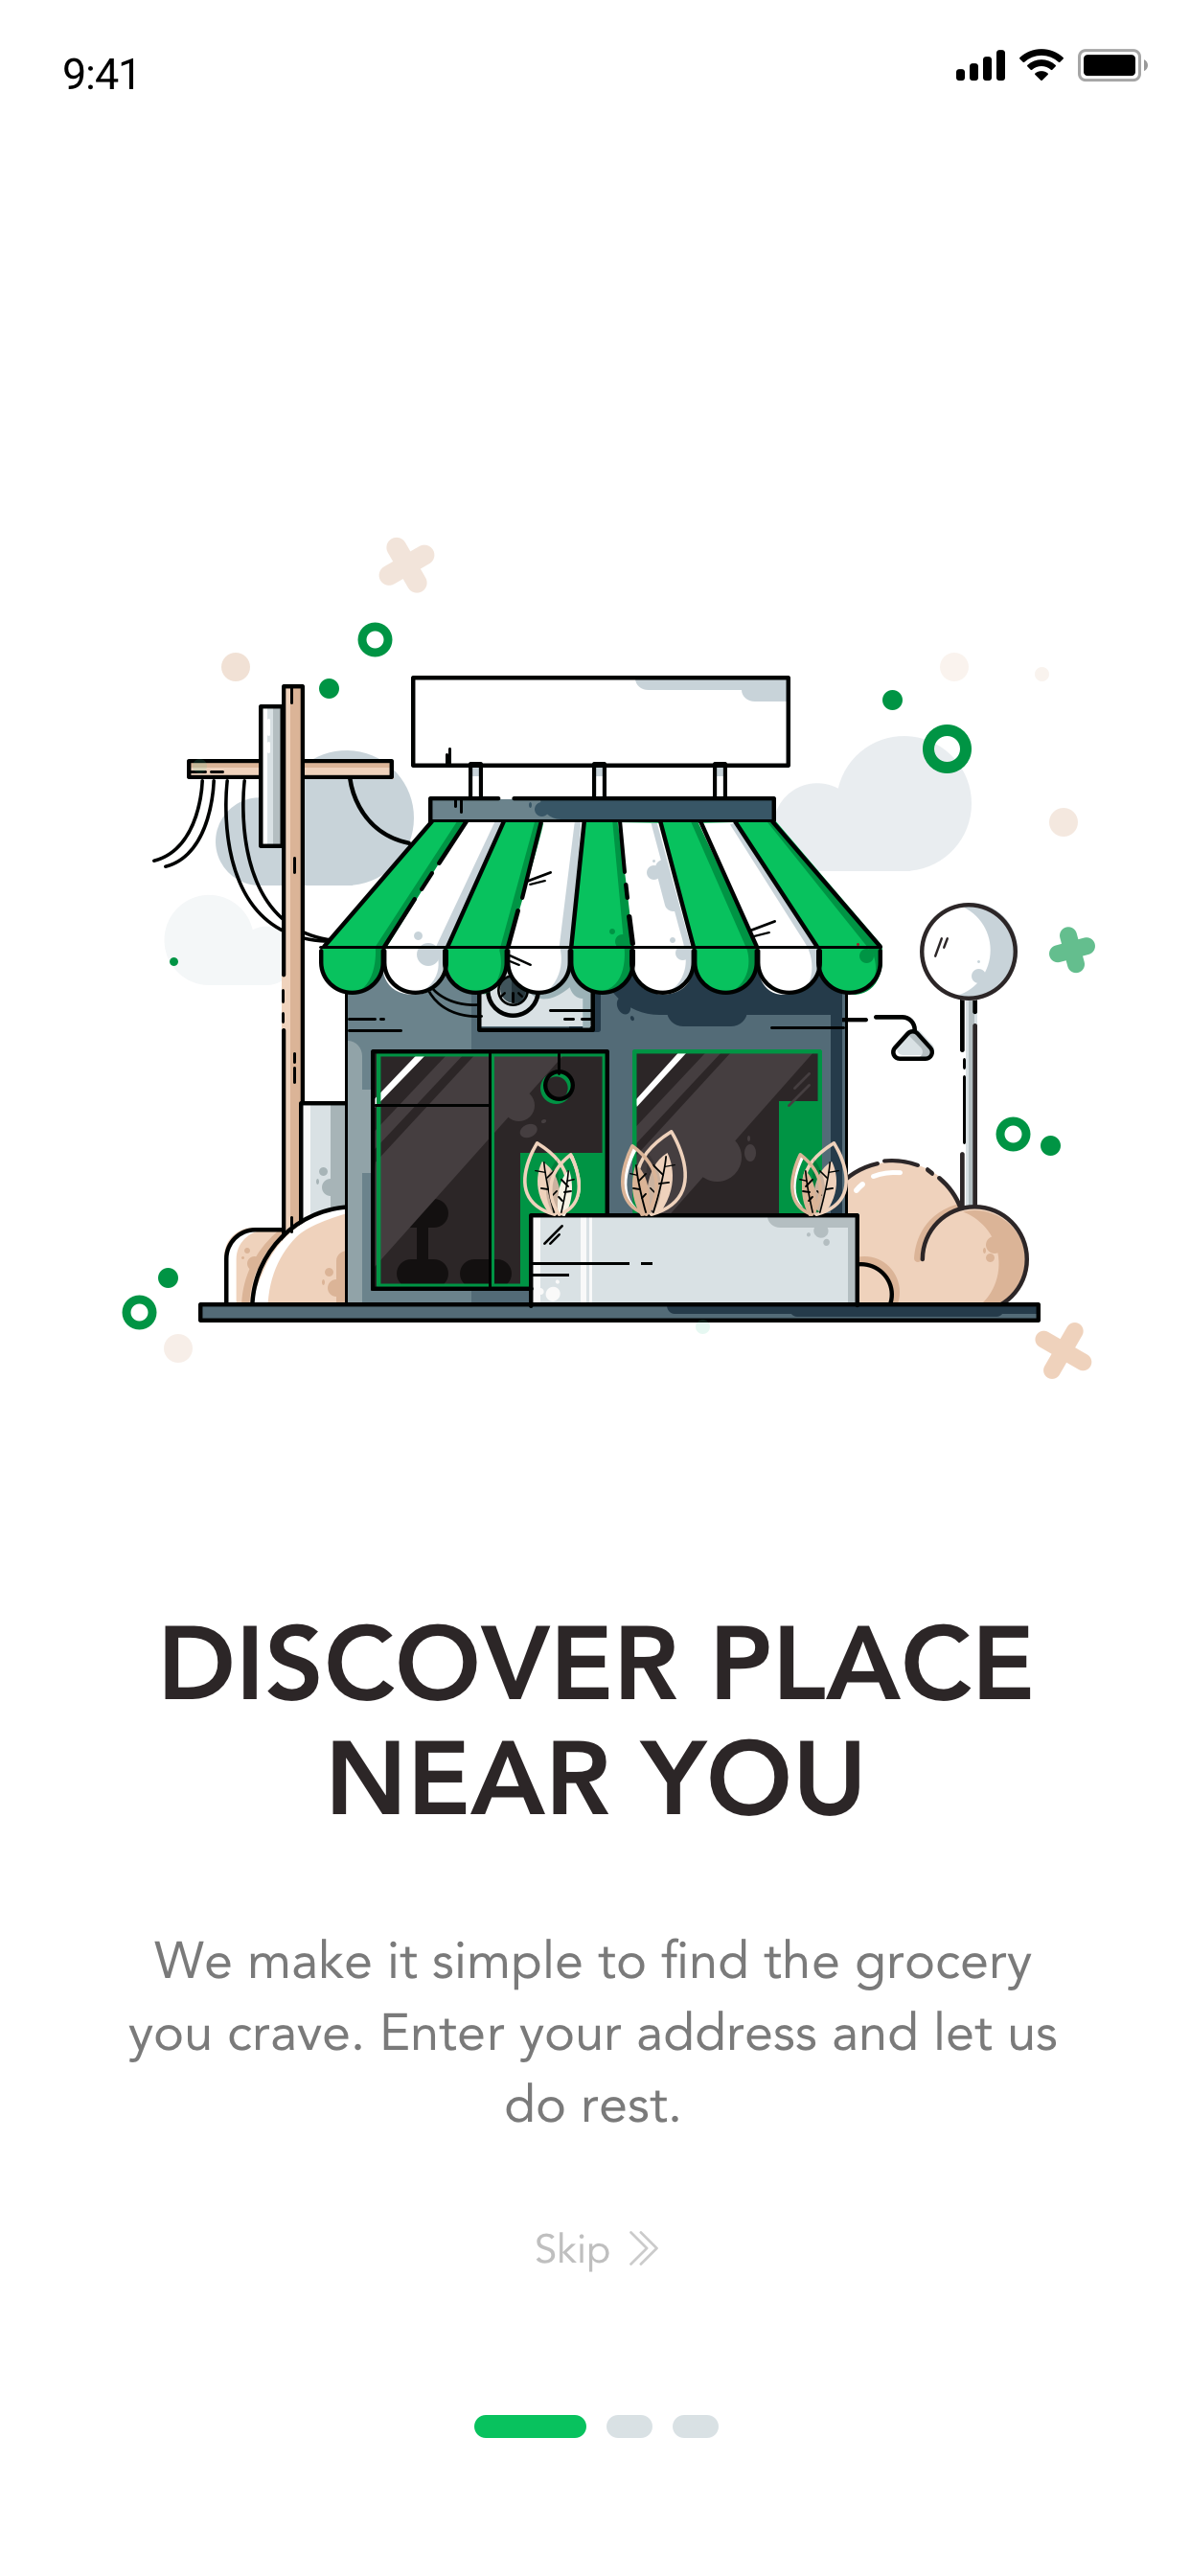 9:41
DISCOVER PLACE
NEAR YOU
We make it simple to find the grocery
you crave. Enter your address and let us
do rest.
Skip